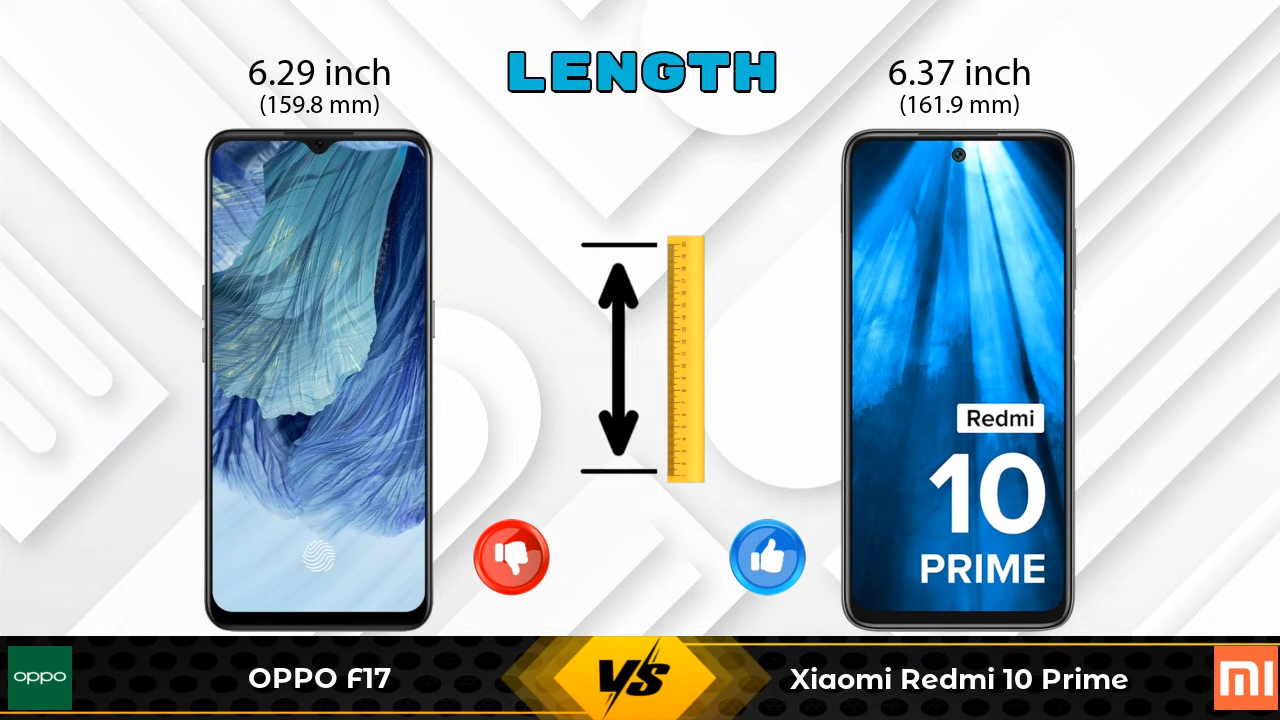 LENGTH
6.29 inch
(159.8 mm)
6.37 inch
(161.9 mm)
Redmi
10
PRIME
oppo
OPPO F17
VS
Xiaomi Redmi 10 Prime
mi